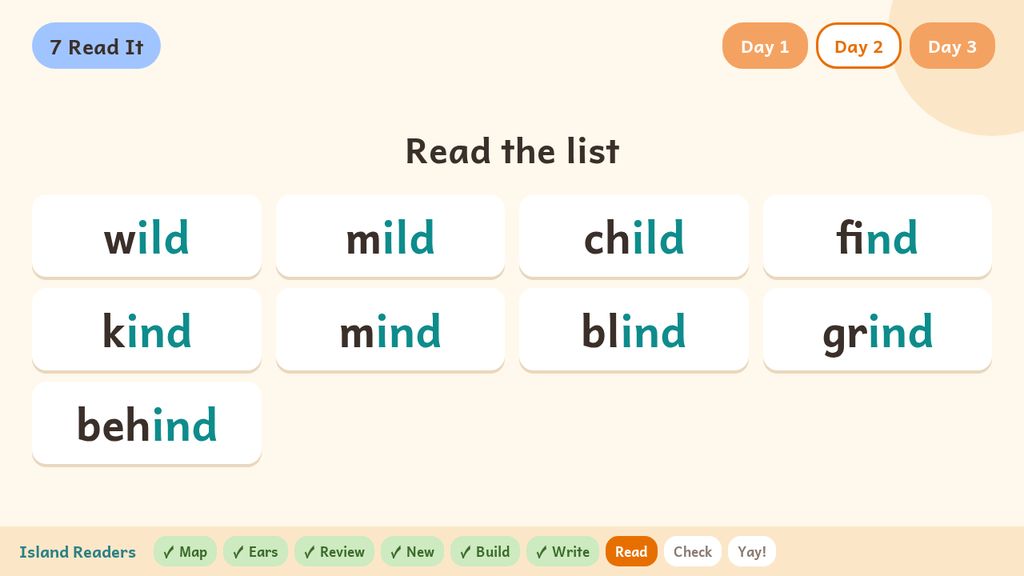 7 Read It
Day 1 Day 2 Day 3
Read the list
wild mild child find
kind mind blind grind
behind
Island Readers ✓ Map ✓ Ears ✓ Review ✓ New ✓ Build ✓ Write Read Check Yay!